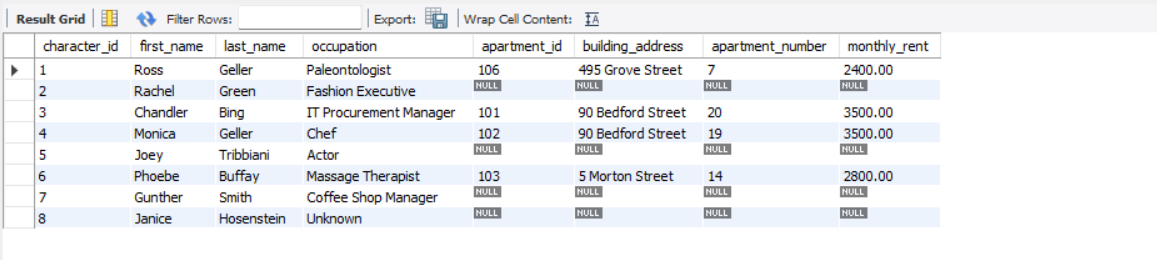 Result Grid Filter Rows: Export: Wrap Cell Content:
character_id first_name last_name occupation apartment_id building_address apartment_number monthly_rent
1 Ross Geller Paleontologist 106 495 Grove Street 7 2400.00
2 Rachel Green Fashion Executive NULL NULL NULL NULL
3 Chandler Bing IT Procurement Manager 101 90 Bedford Street 20 3500.00
4 Monica Geller Chef 102 90 Bedford Street 19 3500.00
5 Joey Tribbiani Actor NULL NULL NULL NULL
6 Phoebe Buffay Massage Therapist 103 5 Morton Street 14 2800.00
7 Gunther Smith Coffee Shop Manager NULL NULL NULL NULL
8 Janice Hosenstein Unknown NULL NULL NULL NULL